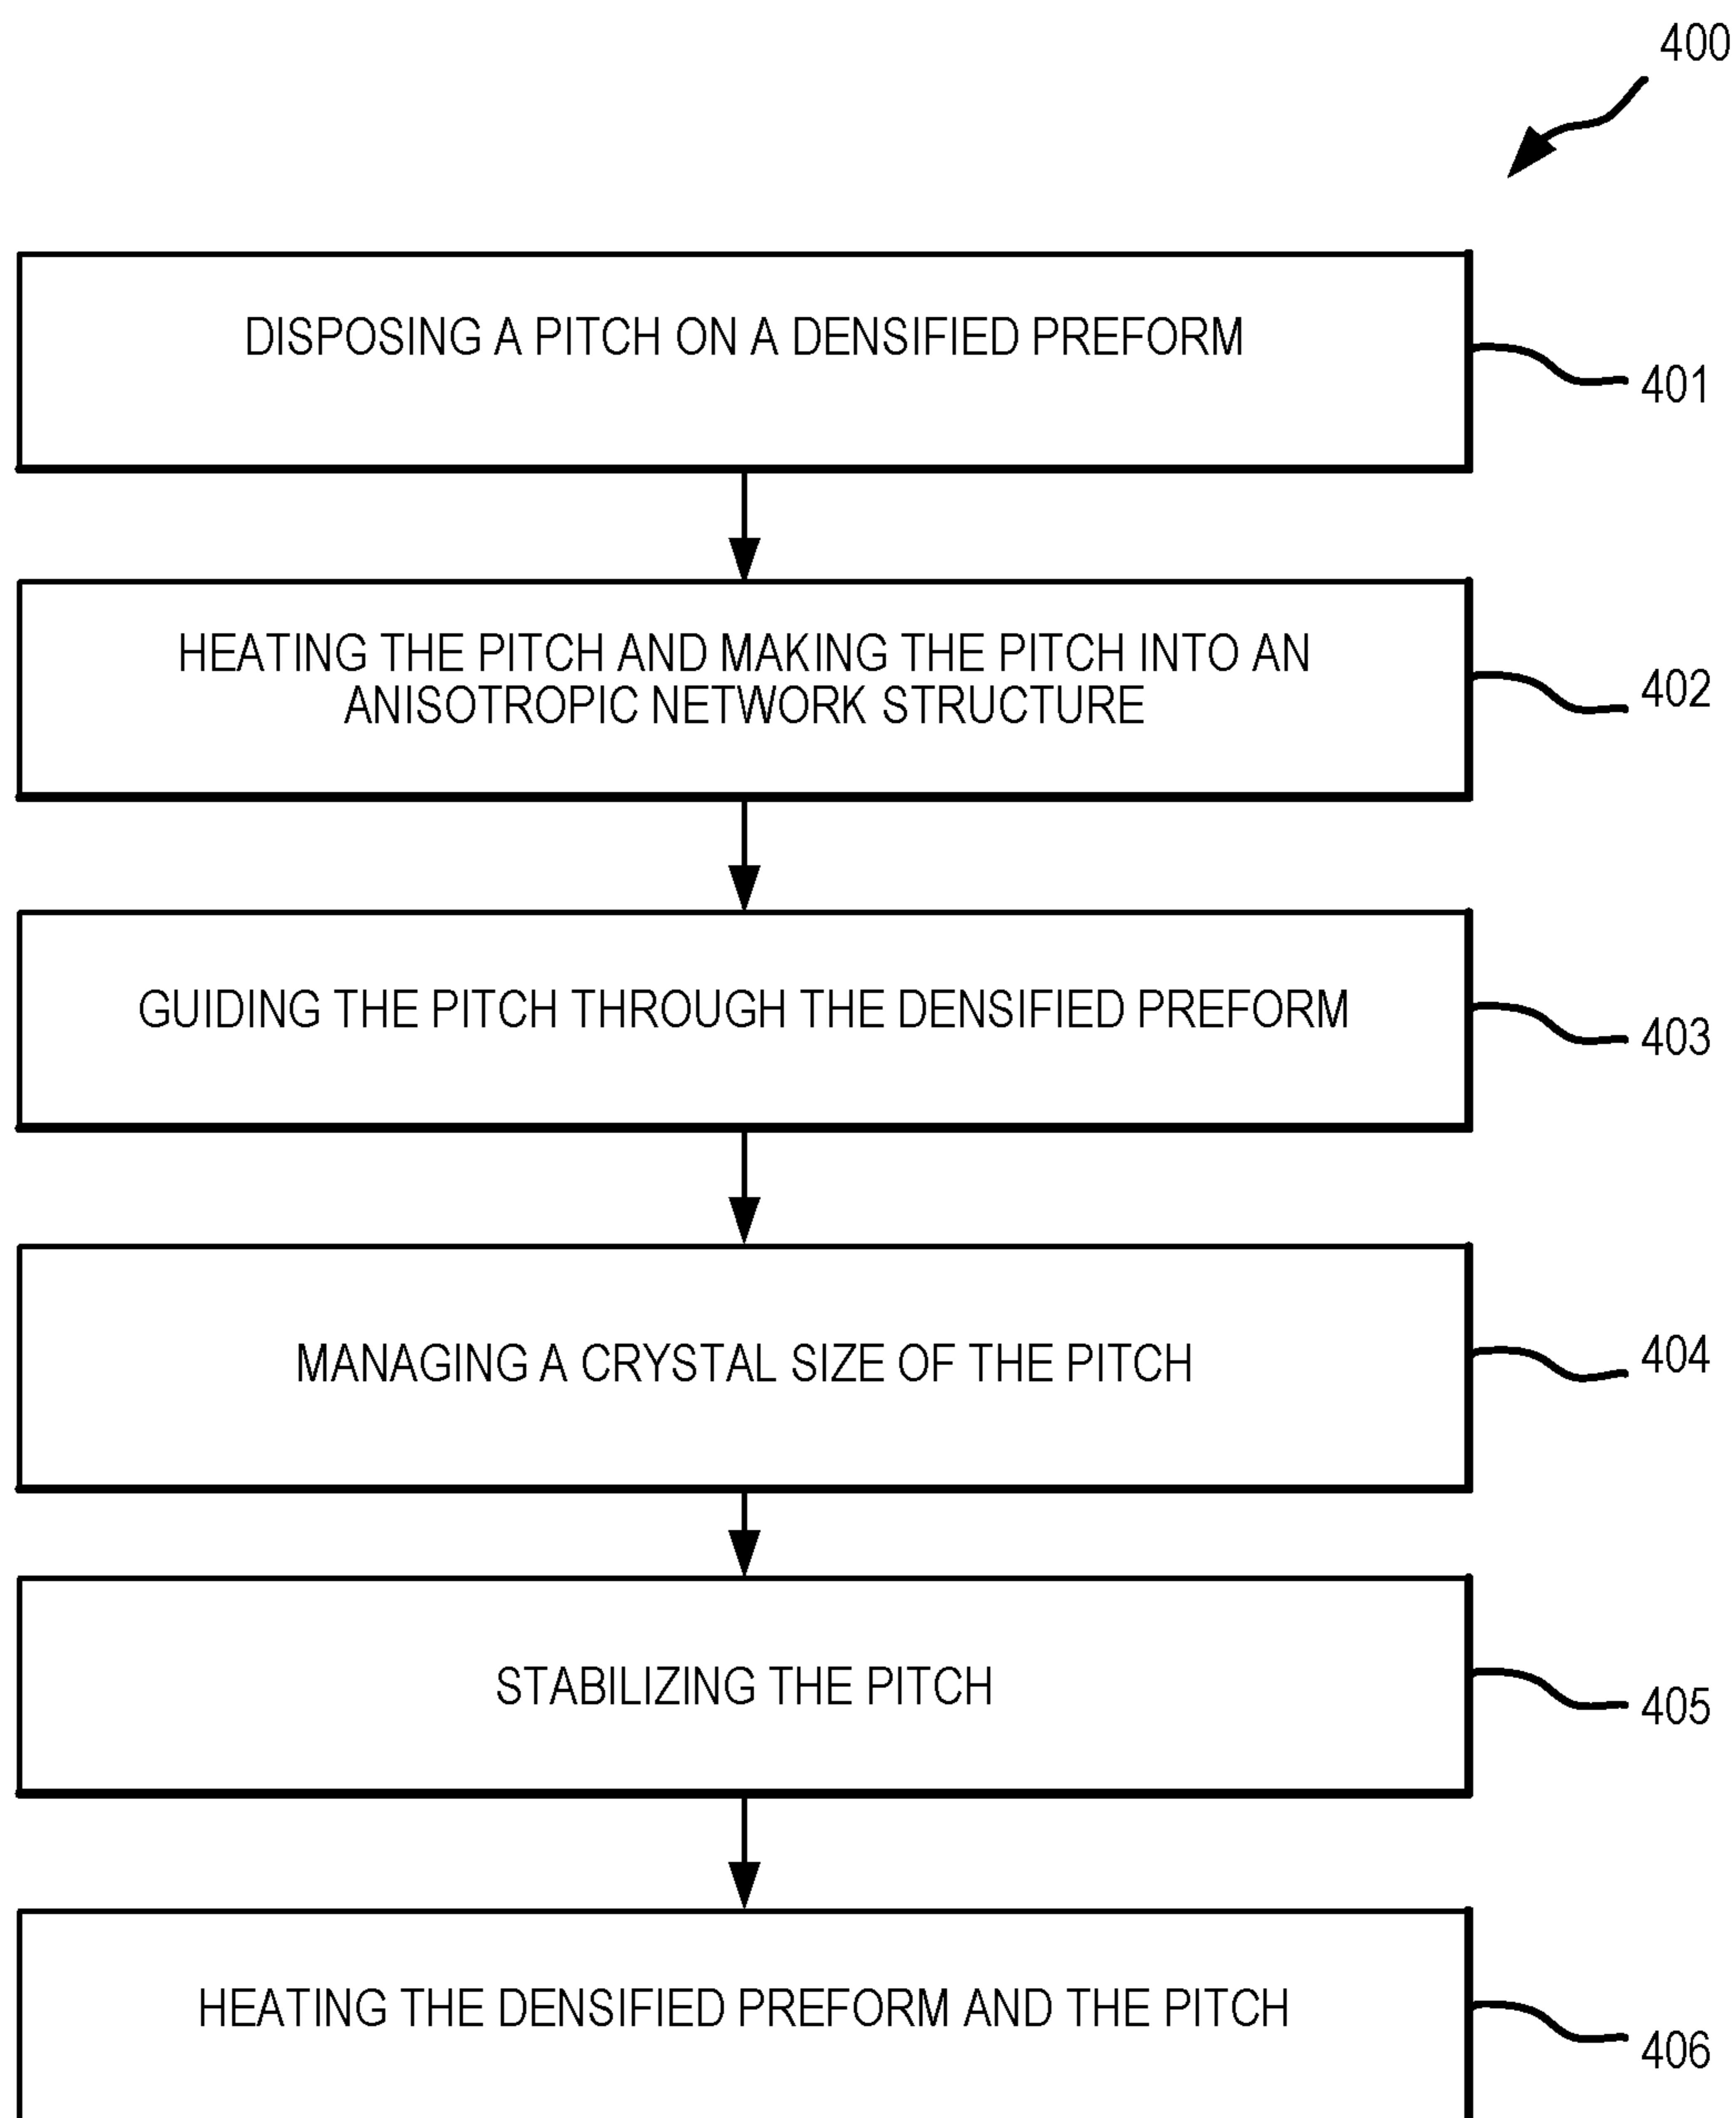 400
DISPOSING A PITCH ON A DENSIFIED PREFORM
401
HEATING THE PITCH AND MAKING THE PITCH INTO AN
ANISOTROPIC NETWORK STRUCTURE
402
GUIDING THE PITCH THROUGH THE DENSIFIED PREFORM
403
MANAGING A CRYSTAL SIZE OF THE PITCH
404
STABILIZING THE PITCH
405
HEATING THE DENSIFIED PREFORM AND THE PITCH
406